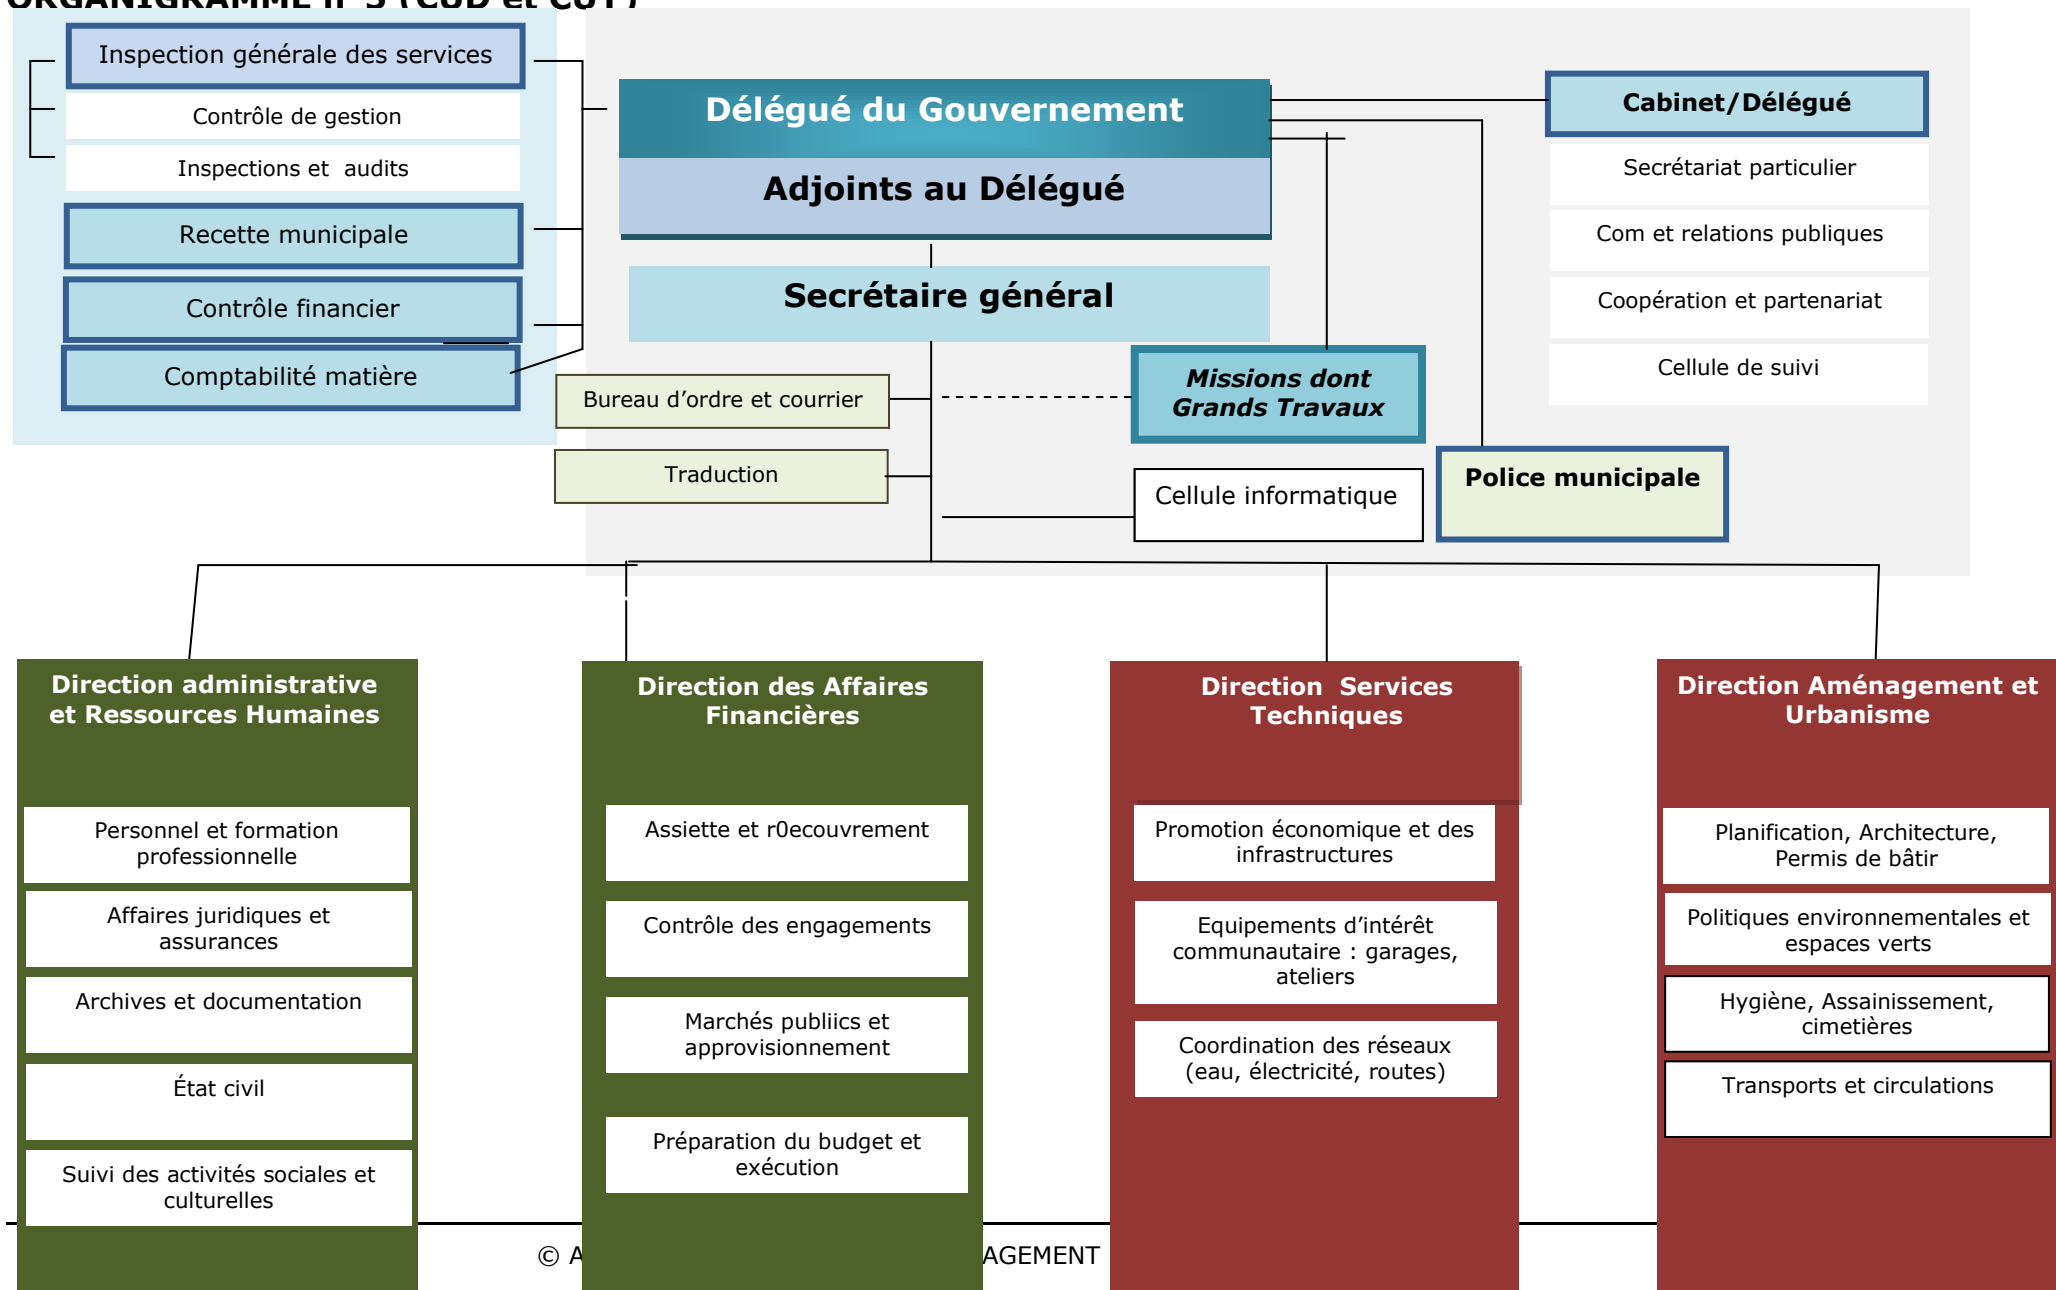 ORGANIGRAMME n°3 (CUD et CUY)
Inspection générale des services
Contrôle de gestion
Inspections et audits
Recette municipale
Contrôle financier
Comptabilité matière
Délégué du Gouvernement
Adjoints au Délégué
Secrétaire général
Cabinet/Délégué
Secrétariat particulier
Com et relations publiques
Coopération et partenariat
Cellule de suivi
Bureau d’ordre et courrier
Traduction
Missions dont
Grands Travaux
Cellule informatique
Police municipale
Direction administrative
et Ressources Humaines
Personnel et formation
professionnelle
Affaires juridiques et
assurances
Archives et documentation
État civil
Suivi des activités sociales et
culturelles
Direction des Affaires
Financières
Assiette et r0ecouvrement
Contrôle des engagements
Marchés publiics et
approvisionnement
Préparation du budget et
exécution
Direction Services
Techniques
Promotion économique et des
infrastructures
Equipements d’intérêt
communautaire : garages,
ateliers
Coordination des réseaux
(eau, électricité, routes)
Direction Aménagement et
Urbanisme
Planification, Architecture,
Permis de bâtir
Politiques environnementales et
espaces verts
Hygiène, Assainissement,
cimetières
Transports et circulations
© A
AGEMENT